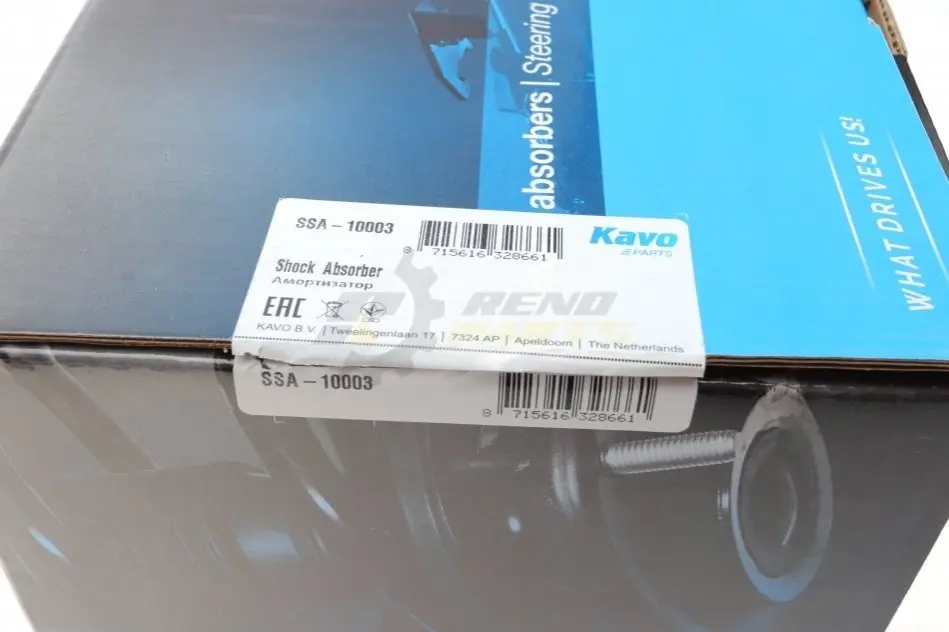 absorbers | Steering
WHAT DRIVES US!
SSA-10003
8 715616 328661
Kavo
PARTS
Shock Absorber
Амортизатор
EAC
RENO
KAVO B.V. | Tweelingenlaan 17 | 7324 AP | Apeldoorn | The Netherlands
SSA-10003
8 715616 328661